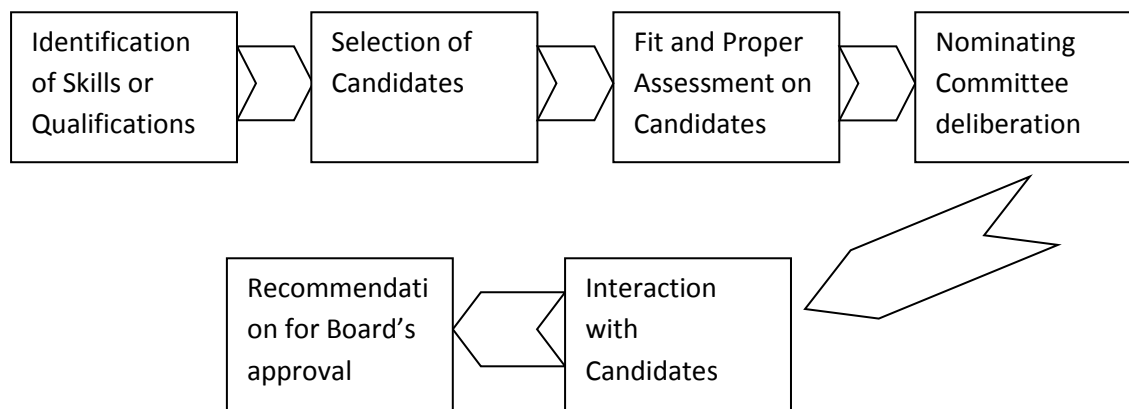 Identification
of Skills or
Qualifications
Selection of
Candidates
Fit and Proper
Assessment on
Candidates
Nominating
Committee
deliberation
Interaction
with
Candidates
Recommendati
on for Board’s
approval